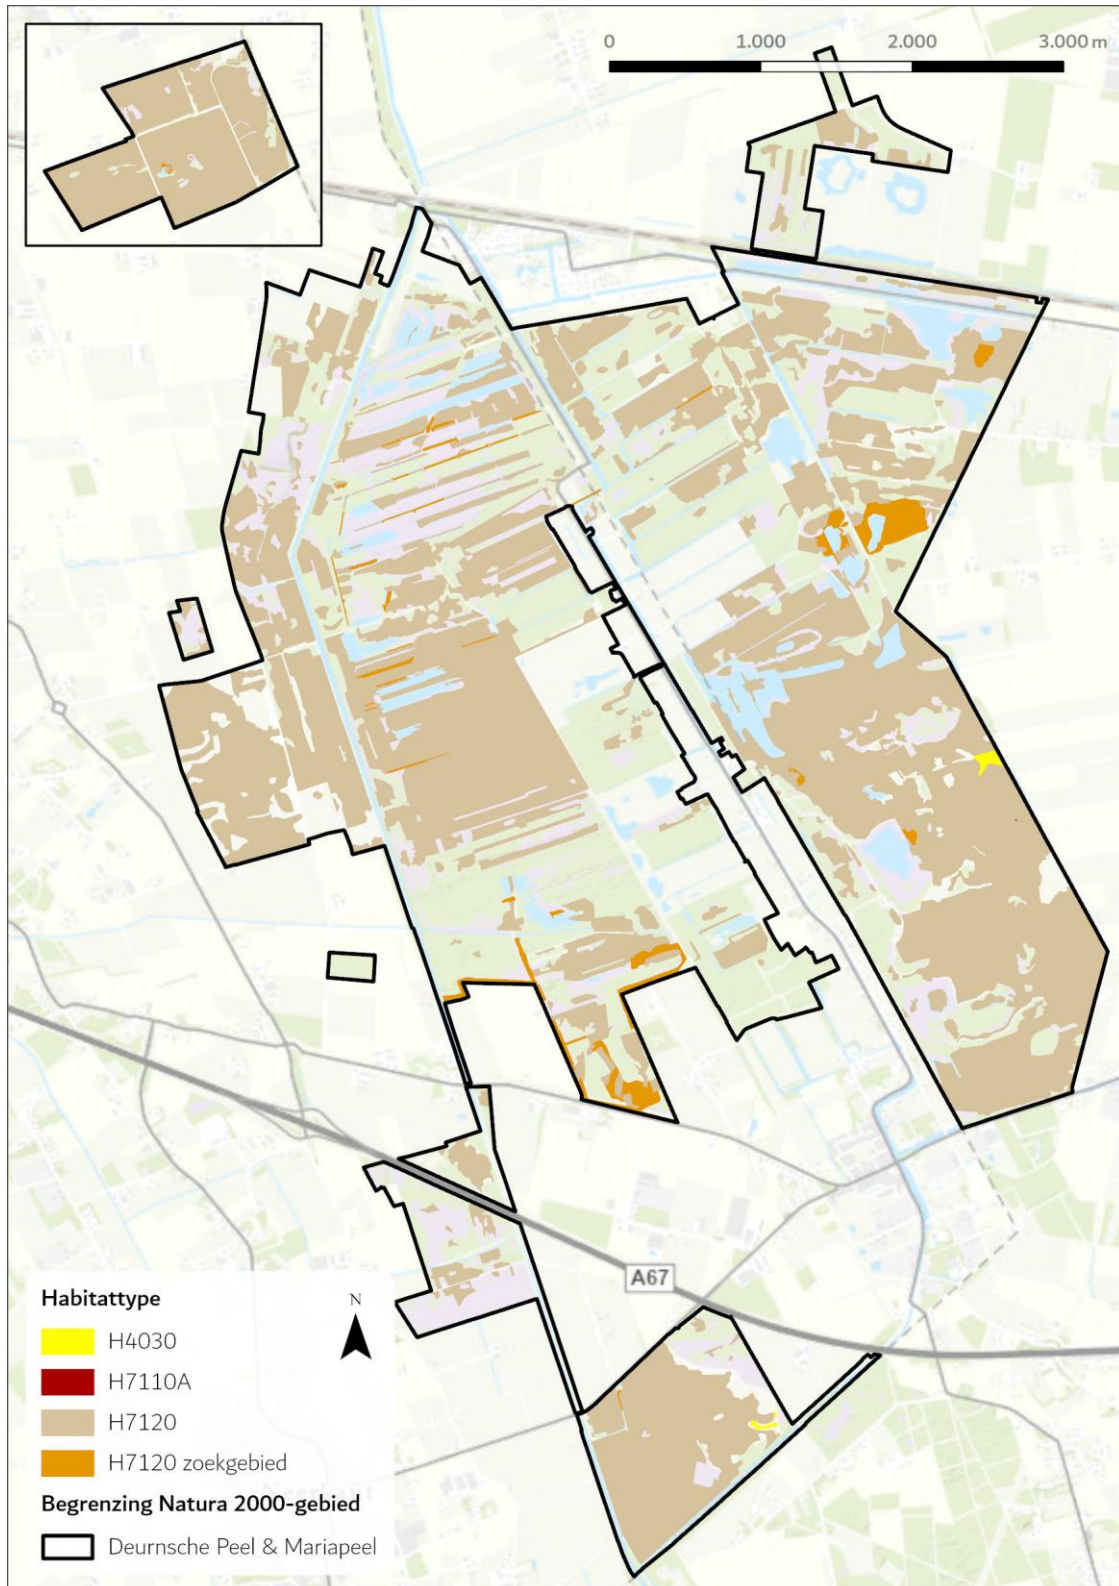 0 1.000 2.000 3.000 m
A67
Habitattype
N
H4030
H7110A
H7120
H7120 zoekgebied
Begrenzing Natura 2000-gebied
Deurnsche Peel & Mariapeel